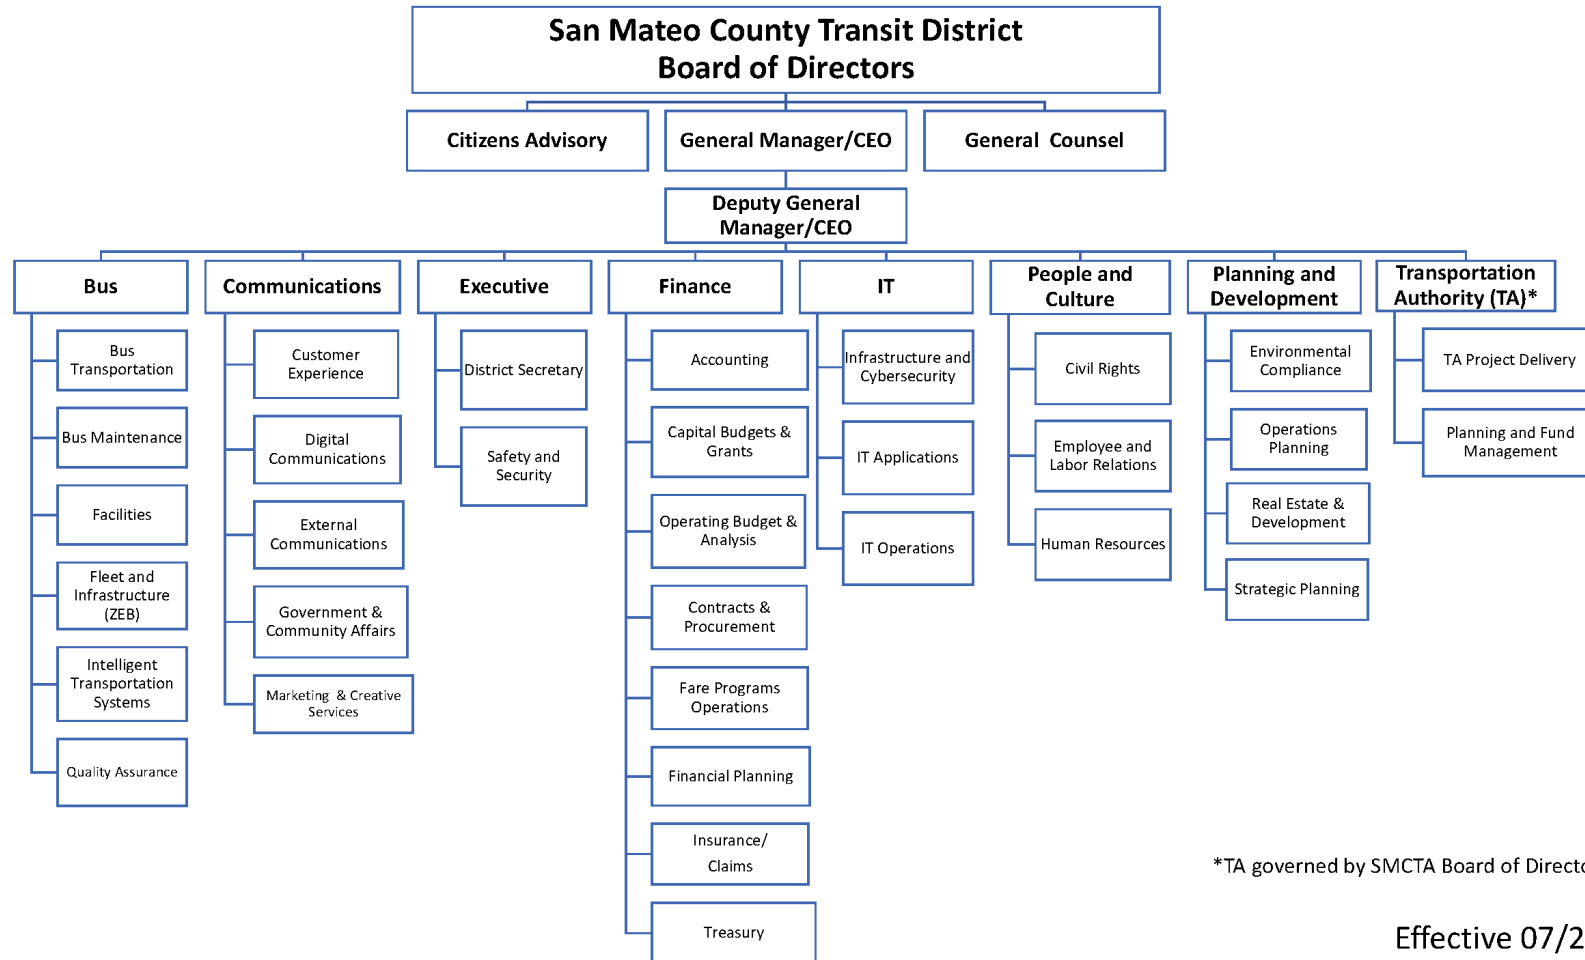 San Mateo County Transit District
Board of Directors
Citizens Advisory
General Manager/CEO
General Counsel
Deputy General
Manager/CEO
Bus
Communications
Executive
Finance
IT
People and
Culture
Planning and
Development
Transportation
Authority (TA)*
Bus
Transportation
Bus Maintenance
Facilities
Fleet and
Infrastructure
(ZEB)
Intelligent
Transportation
Systems
Quality Assurance
Customer
Experience
Digital
Communications
External
Communications
Government &
Community Affairs
Marketing & Creative
Services
District Secretary
Safety and
Security
Accounting
Capital Budgets &
Grants
Operating Budget &
Analysis
Contracts &
Procurement
Fare Programs
Operations
Financial Planning
Insurance/
Claims
Treasury
Infrastructure and
Cybersecurity
IT Applications
IT Operations
Civil Rights
Employee and
Labor Relations
Human Resources
Environmental
Compliance
Operations
Planning
Real Estate &
Development
Strategic Planning
TA Project Delivery
Planning and Fund
Management
*TA governed by SMCTA Board of
Effective 07/2